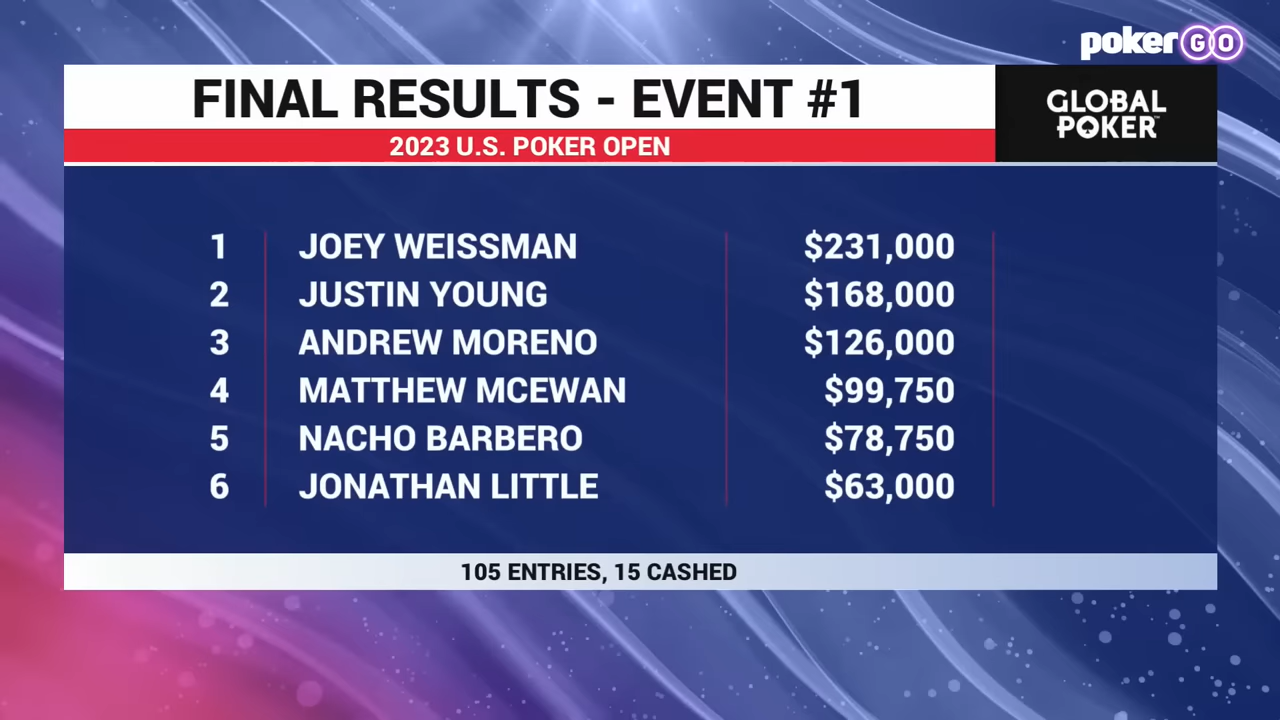 pokerGO
FINAL RESULTS - EVENT #1
GLOBAL
POKER™
2023 U.S. POKER OPEN
1 JOEY WEISSMAN $231,000
2 JUSTIN YOUNG $168,000
3 ANDREW MORENO $126,000
4 MATTHEW MCEWAN $99,750
5 NACHO BARBERO $78,750
6 JONATHAN LITTLE $63,000
105 ENTRIES, 15 CASHED